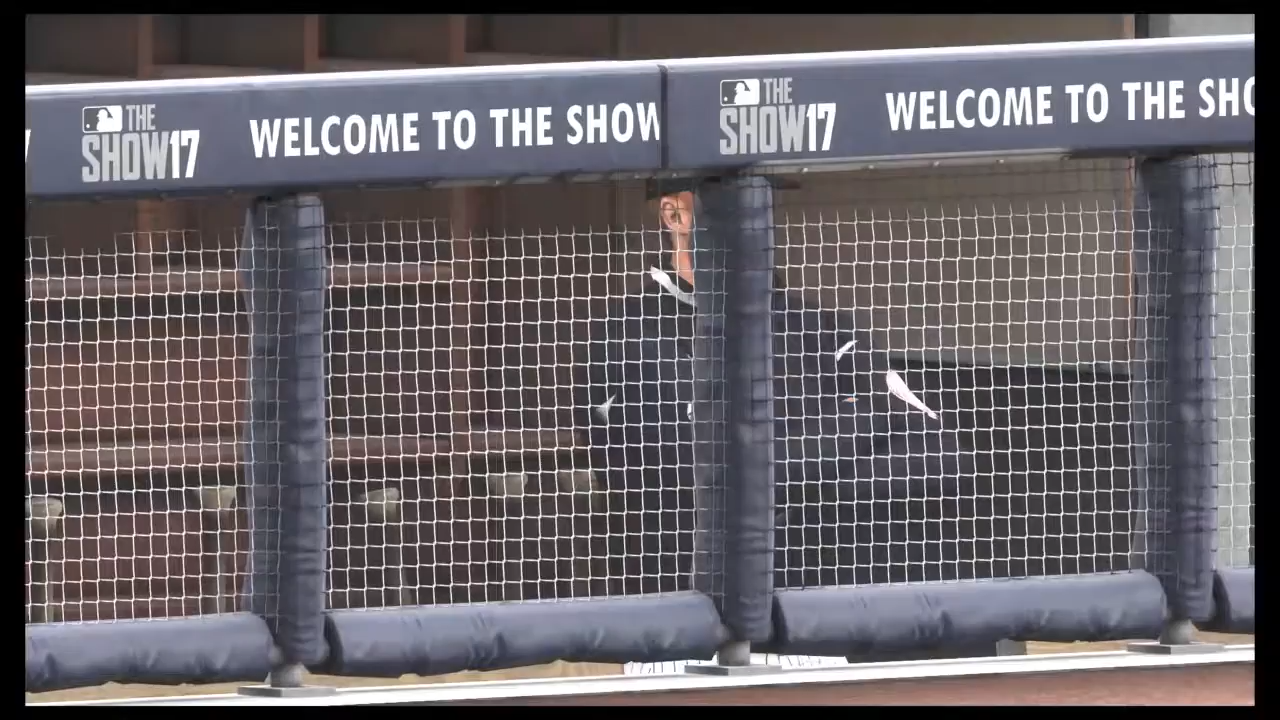 THE
SHOW17
WELCOME TO THE SHOW
THE
SHOW17
WELCOME TO THE SHO